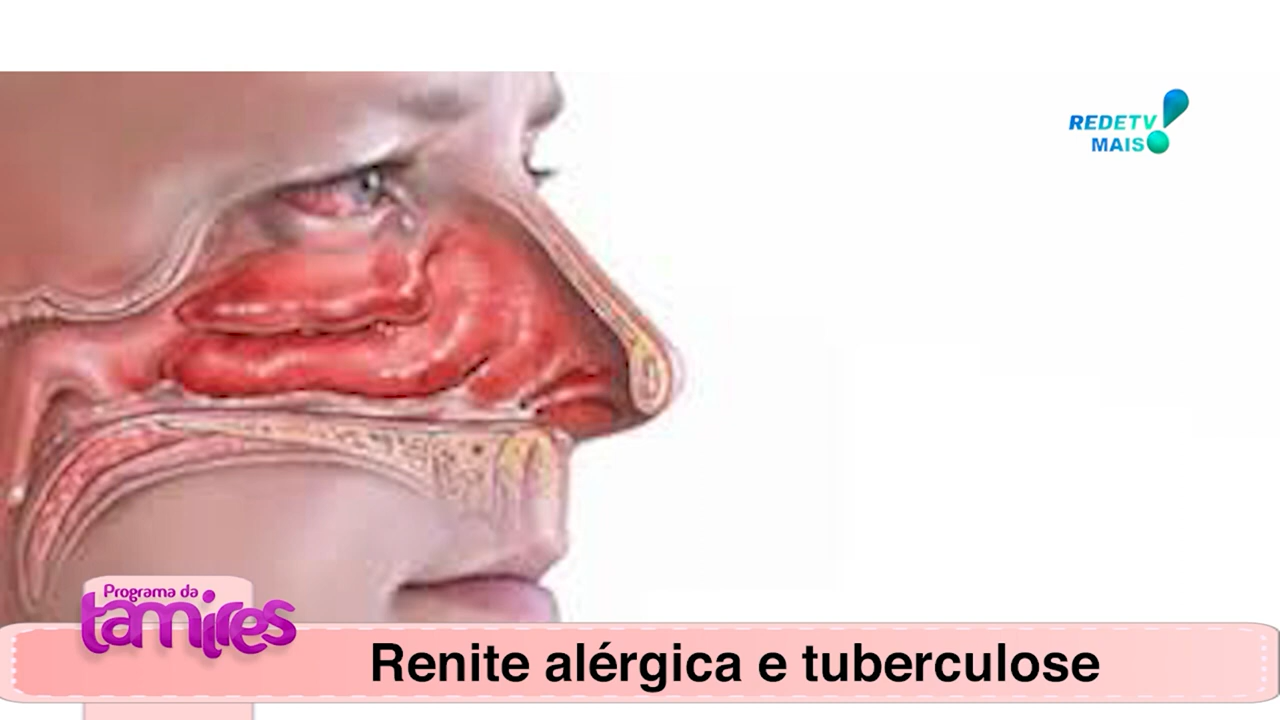 REDETV
MAIS
Programa da
tamires
Renite alérgica e tuberculose